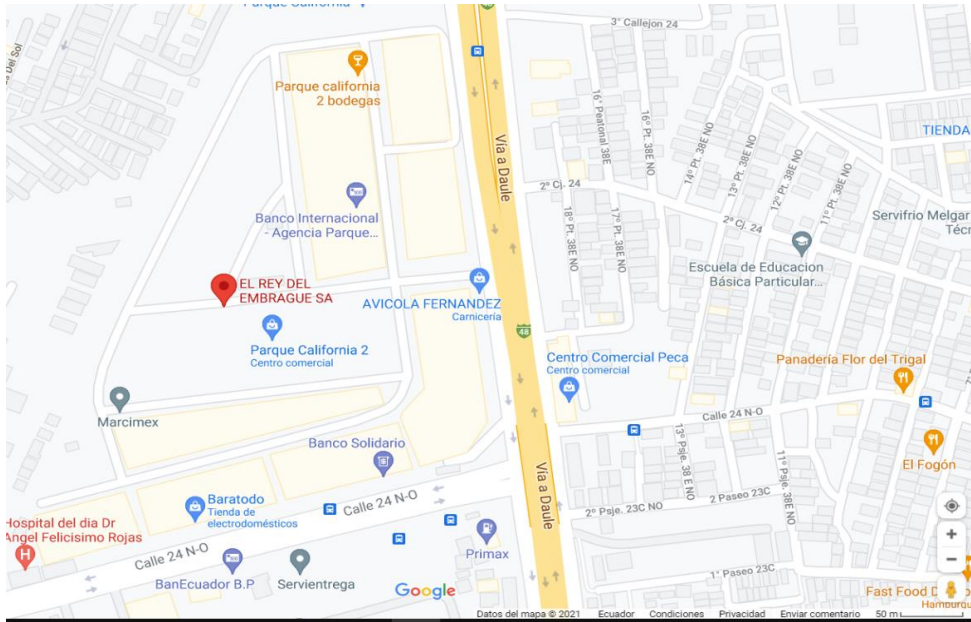 Parque California
3° Callejon 24
Parque california
2 bodegas
Vía a Daule
16° Peatonal 38E
16° Pt. 38E NO
14° Pt. 38E NO
13° Pt. 38E NO
12° Pt. 38E NO
11° Pt. 38E NO
TIENDA
2° Cj. 24
18° Pt. 38E NO
17° Pt. 38E NO
2° Cj. 24
Banco Internacional
- Agencia Parque...
Servifrio Melgar
Técr
Escuela de Educacion
Básica Particular...
EL REY DEL
EMBRAGUE SA
AVICOLA FERNANDEZ
Carnicería
48
Parque California 2
Centro comercial
Centro Comercial Peca
Centro comercial
Panadería Flor del Trigal
Marcimex
Calle 24 N-O
Banco Solidario
13° Psje. 38 E NO
11° Psje. 38E NO
El Fogón
Vía a Daule
Baratodo
Tienda de
electrodomésticos
Calle 24 N-O
2° Psje. 23C NO
2 Paseo 23C
Hospital del dia Dr
Angel Felicisimo Rojas
H
Calle 24 N-O
Primax
BanEcuador B.P
Servientrega
1° Paseo 23C
Google
Fast Food D
Hamburgu
Datos del mapa © 2021 Ecuador Condiciones Privacidad Enviar comentario 50 m